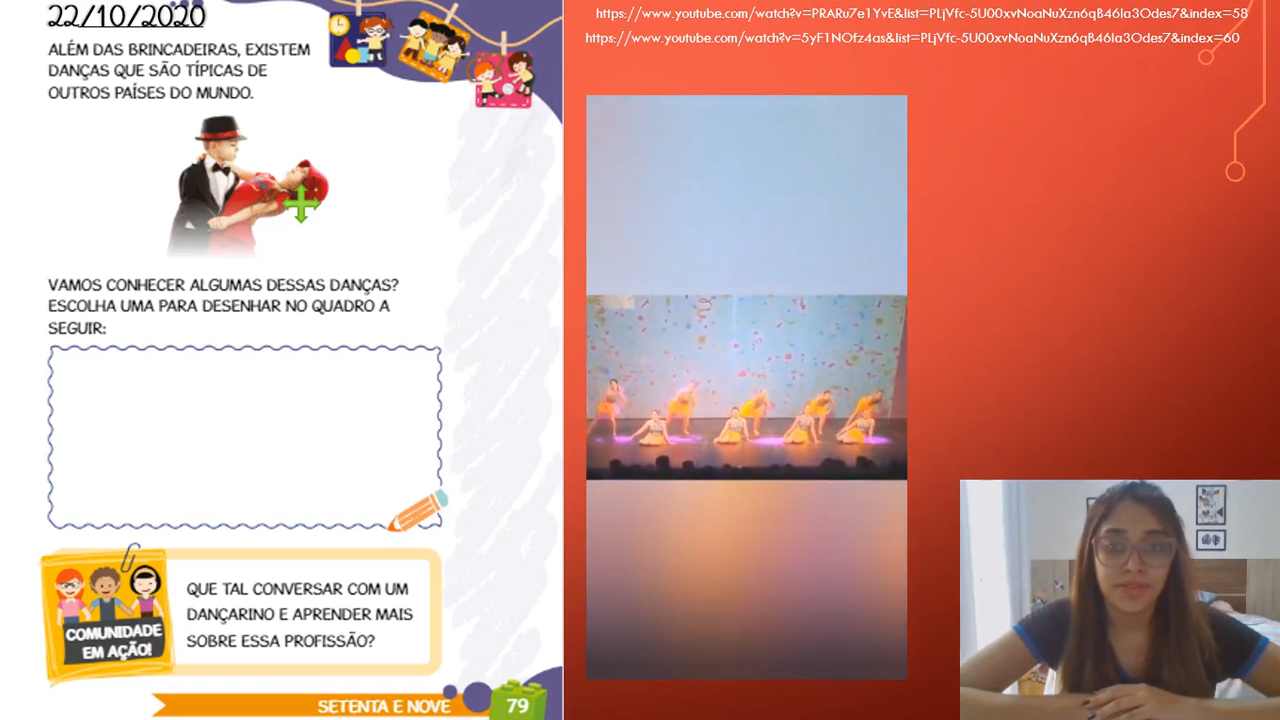 22/10/2020
ALÉM DAS BRINCADEIRAS, EXISTEM
DANÇAS QUE SÃO TÍPICAS DE
OUTROS PAÍSES DO MUNDO.
VAMOS CONHECER ALGUMAS DESSAS DANÇAS?
ESCOLHA UMA PARA DESENHAR NO QUADRO A
SEGUIR:
COMUNIDADE
EM AÇÃO!
QUE TAL CONVERSAR COM UM
DANÇARINO E APRENDER MAIS
SOBRE ESSA PROFISSÃO?
SETENTA E NOVE
79
https://www.youtube.com/watch?v=PRARu7e1YvE&list=PLjVfc-5U00xvNoaNuXzn6qB46Ia3Odes7&index=58
https://www.youtube.com/watch?v=5yF1NOfz4as&list=PLjVfc-5U00xvNoaNuXzn6qB46Ia3Odes7&index=60